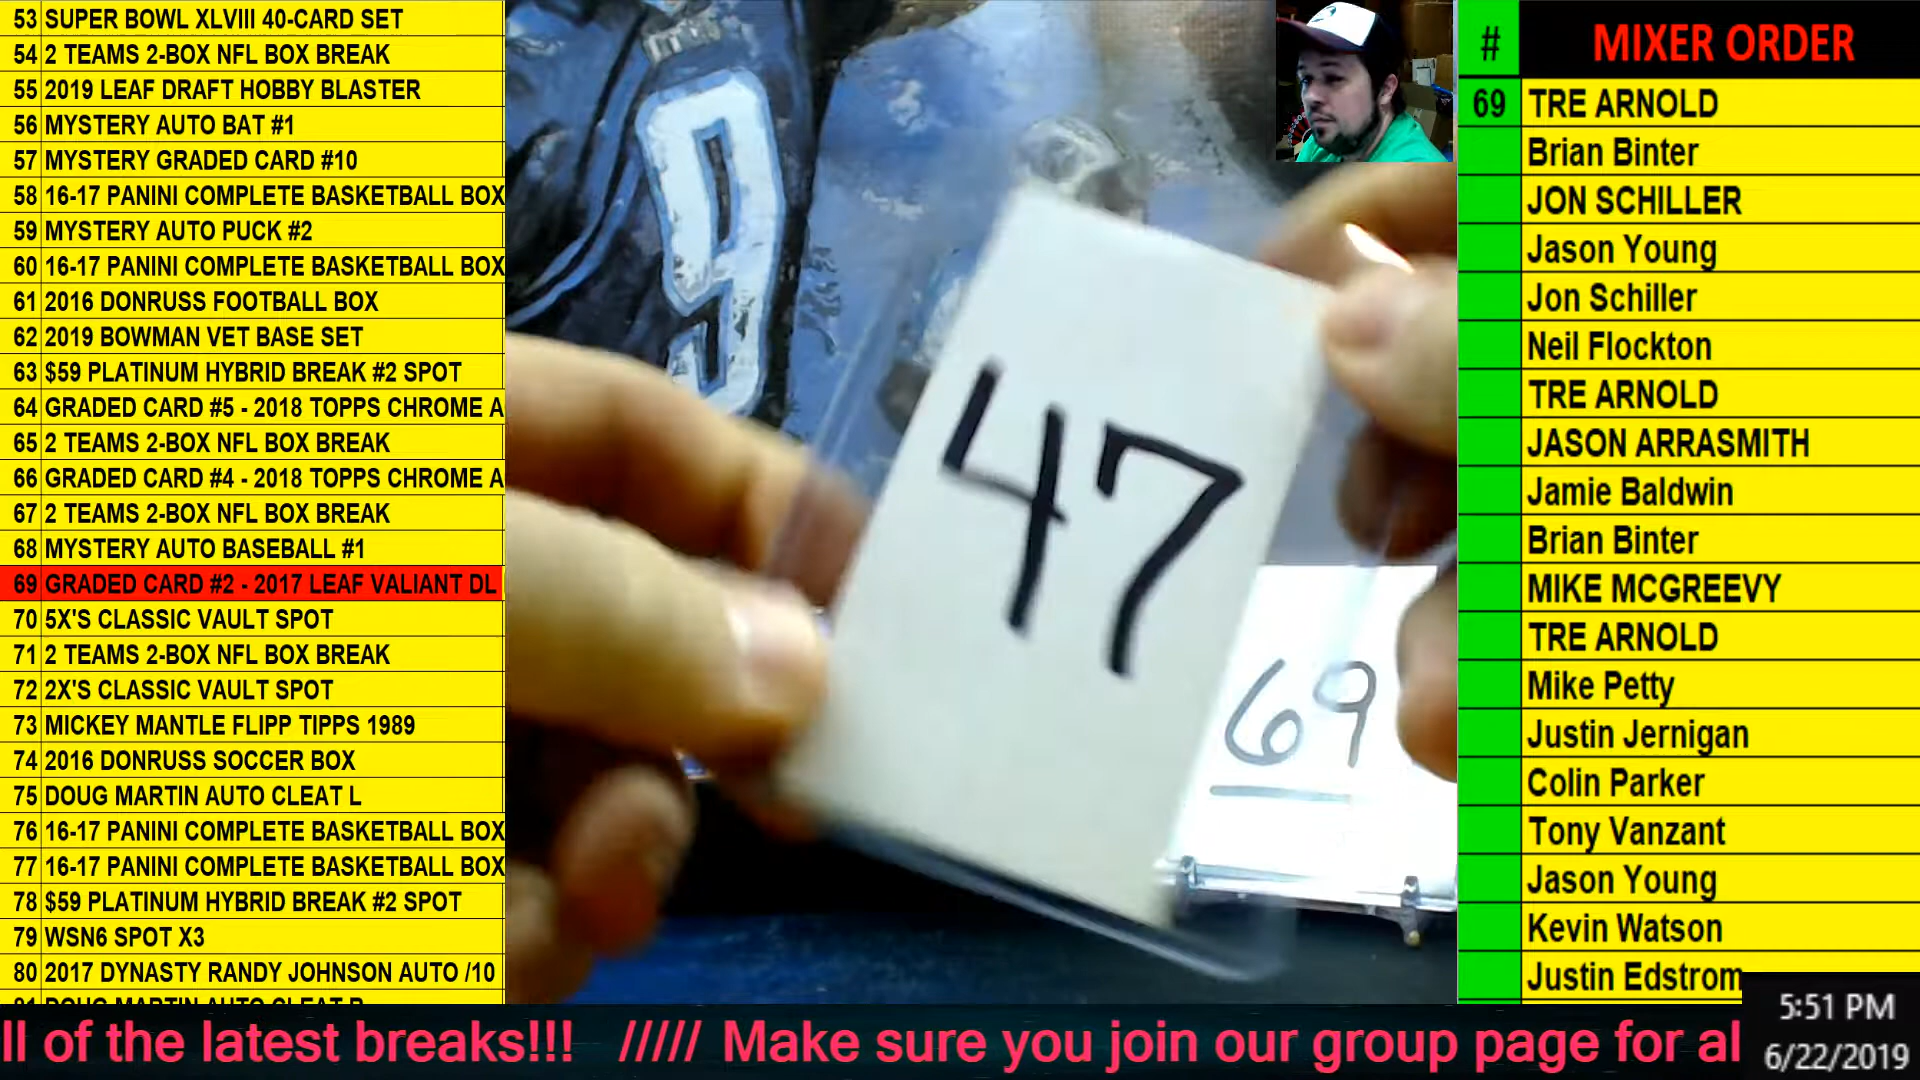 53 SUPER BOWL XLVIII 40-CARD SET
54 2 TEAMS 2-BOX NFL BOX BREAK
55 2019 LEAF DRAFT HOBBY BLASTER
56 MYSTERY AUTO BAT #1
57 MYSTERY GRADED CARD #10
58 16-17 PANINI COMPLETE BASKETBALL BOX
59 MYSTERY AUTO PUCK #2
60 16-17 PANINI COMPLETE BASKETBALL BOX
61 2016 DONRUSS FOOTBALL BOX
62 2019 BOWMAN VET BASE SET
63 $59 PLATINUM HYBRID BREAK #2 SPOT
64 GRADED CARD #5 - 2018 TOPPS CHROME A
65 2 TEAMS 2-BOX NFL BOX BREAK
66 GRADED CARD #4 - 2018 TOPPS CHROME A
67 2 TEAMS 2-BOX NFL BOX BREAK
68 MYSTERY AUTO BASEBALL #1
69 GRADED CARD #2 - 2017 LEAF VALIANT DL
70 5X'S CLASSIC VAULT SPOT
71 2 TEAMS 2-BOX NFL BOX BREAK
72 2X'S CLASSIC VAULT SPOT
73 MICKEY MANTLE FLIPP TIPPS 1989
74 2016 DONRUSS SOCCER BOX
75 DOUG MARTIN AUTO CLEAT L
76 16-17 PANINI COMPLETE BASKETBALL BOX
77 16-17 PANINI COMPLETE BASKETBALL BOX
78 $59 PLATINUM HYBRID BREAK #2 SPOT
79 WSN6 SPOT X3
80 2017 DYNASTY RANDY JOHNSON AUTO /10
81 DOUG MARTIN AUTO CLEAT R
9
47
69
# MIXER ORDER
69 TRE ARNOLD
Brian Binter
JON SCHILLER
Jason Young
Jon Schiller
Neil Flockton
TRE ARNOLD
JASON ARRASMITH
Jamie Baldwin
Brian Binter
MIKE MCGREEVY
TRE ARNOLD
Mike Petty
Justin Jernigan
Colin Parker
Tony Vanzant
Jason Young
Kevin Watson
Justin Edstrom
ll of the latest breaks!!! ///// Make sure you join our group page for al
5:51 PM
6/22/2019